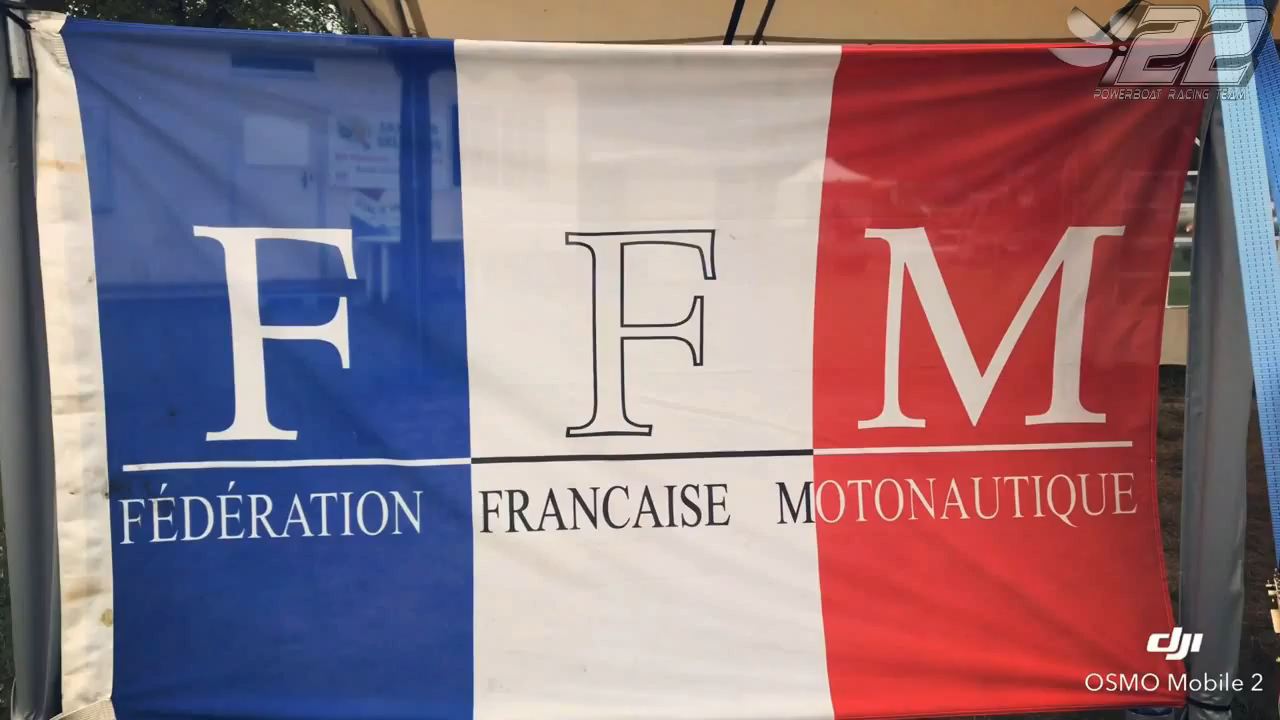 22
POWERBOAT RACING TEAM
F F M
FÉDÉRATION FRANCAISE MOTONAUTIQUE
dji
OSMO Mobile 2